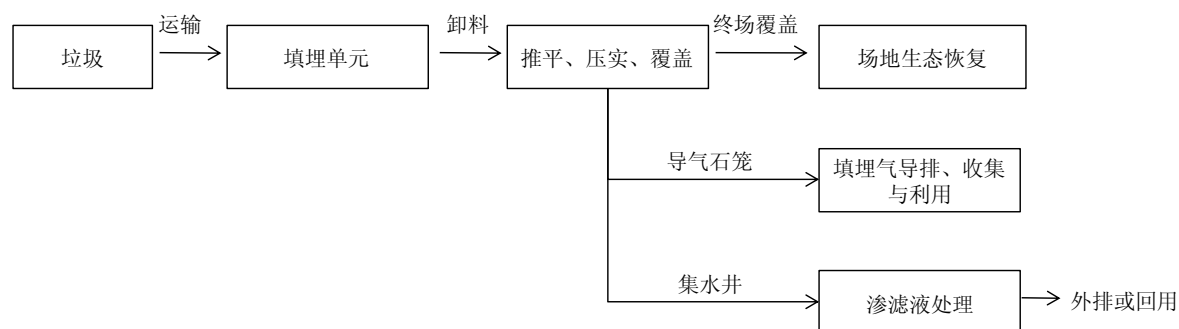 运输
卸料
终场覆盖
垃圾
填埋单元
推平、压实、覆盖
场地生态恢复
导气石笼
填埋气导排、收集
与利用
集水井
渗滤液处理
外排或回用